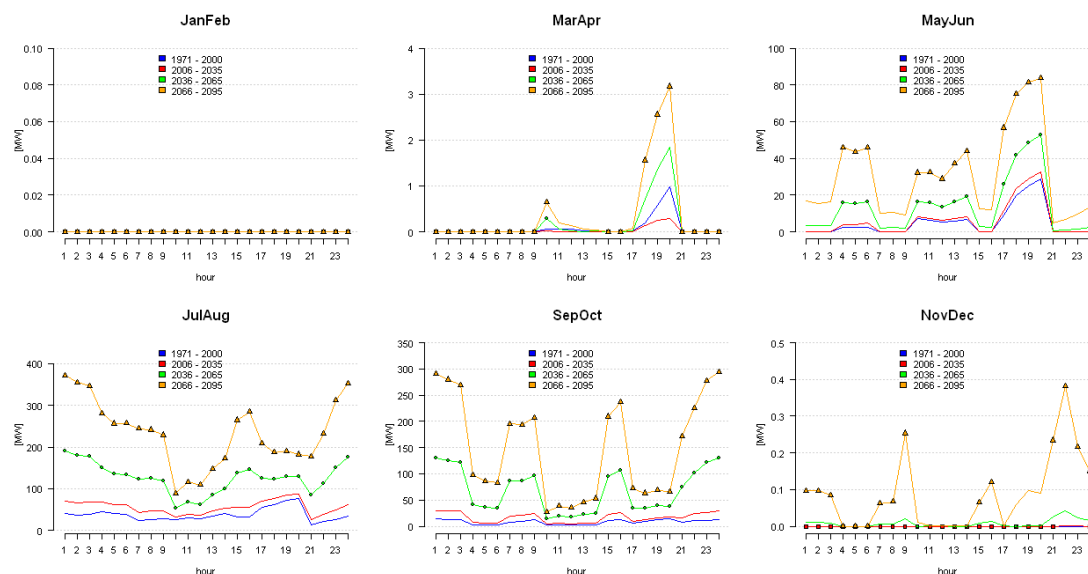 JanFeb
0.10
0.08
0.06
0.04
0.02
0.00
[MW]
1971 - 2000
2006 - 2035
2036 - 2065
2066 - 2095
1 2 3 4 5 6 7 8 9 11 13 15 17 19 21 23
hour
MarApr
4
3
2
1
0
[MW]
1971 - 2000
2006 - 2035
2036 - 2065
2066 - 2095
1 2 3 4 5 6 7 8 9 11 13 15 17 19 21 23
hour
MayJun
100
80
60
40
20
0
[MW]
1971 - 2000
2006 - 2035
2036 - 2065
2066 - 2095
1 2 3 4 5 6 7 8 9 11 13 15 17 19 21 23
hour
JulAug
400
300
200
100
0
[MW]
1971 - 2000
2006 - 2035
2036 - 2065
2066 - 2095
1 2 3 4 5 6 7 8 9 11 13 15 17 19 21 23
hour
SepOct
350
300
250
200
150
100
50
0
[MW]
1971 - 2000
2006 - 2035
2036 - 2065
2066 - 2095
1 2 3 4 5 6 7 8 9 11 13 15 17 19 21 23
hour
NovDec
0.5
0.4
0.3
0.2
0.1
0.0
[MW]
1971 - 2000
2006 - 2035
2036 - 2065
2066 - 2095
1 2 3 4 5 6 7 8 9 11 13 15 17 19 21 23
hour